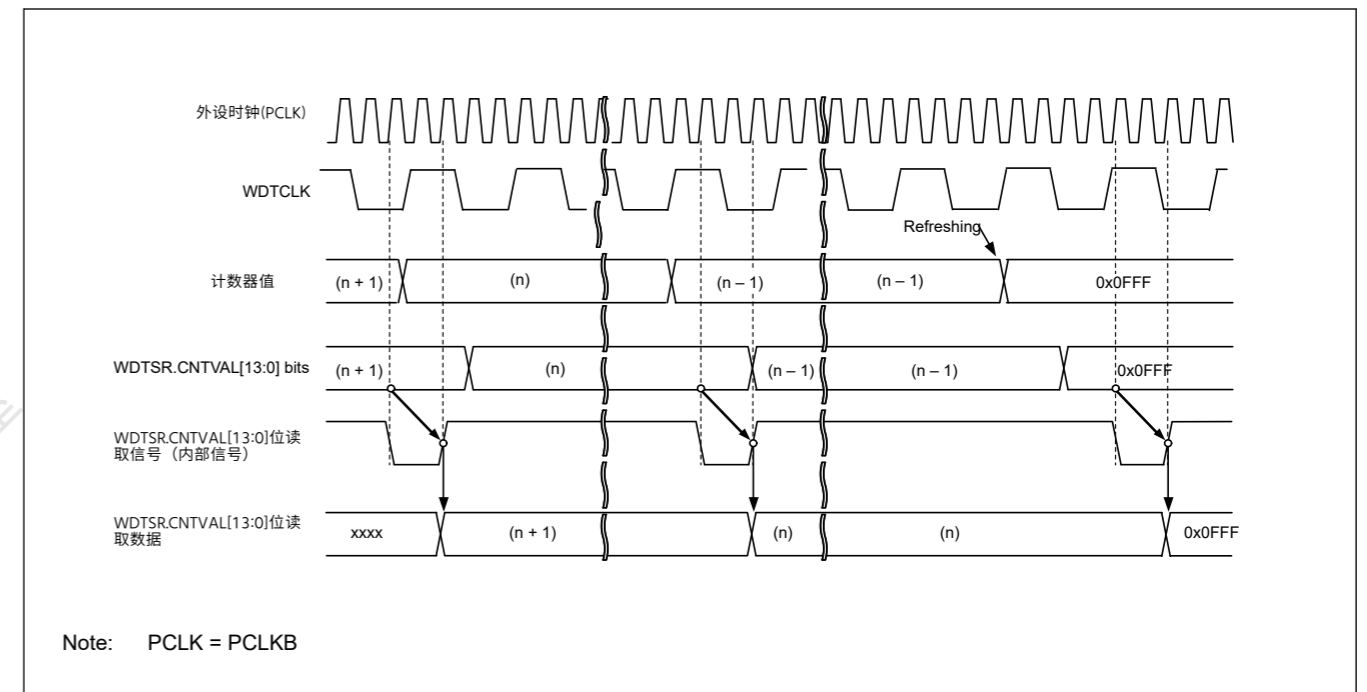 外设时钟(PCLK)
WDTCLK
Refreshing
计数器值
(n + 1)
(n)
(n – 1)
(n – 1)
0x0FFF
WDTSR.CNTVAL[13:0] bits
(n + 1)
(n)
(n – 1)
(n – 1)
0x0FFF
WDTSR.CNTVAL[13:0]位读
取信号（内部信号）
WDTSR.CNTVAL[13:0]位读
取数据
xxxx
(n + 1)
(n)
(n)
0x0FFF
Note: PCLK = PCLKB